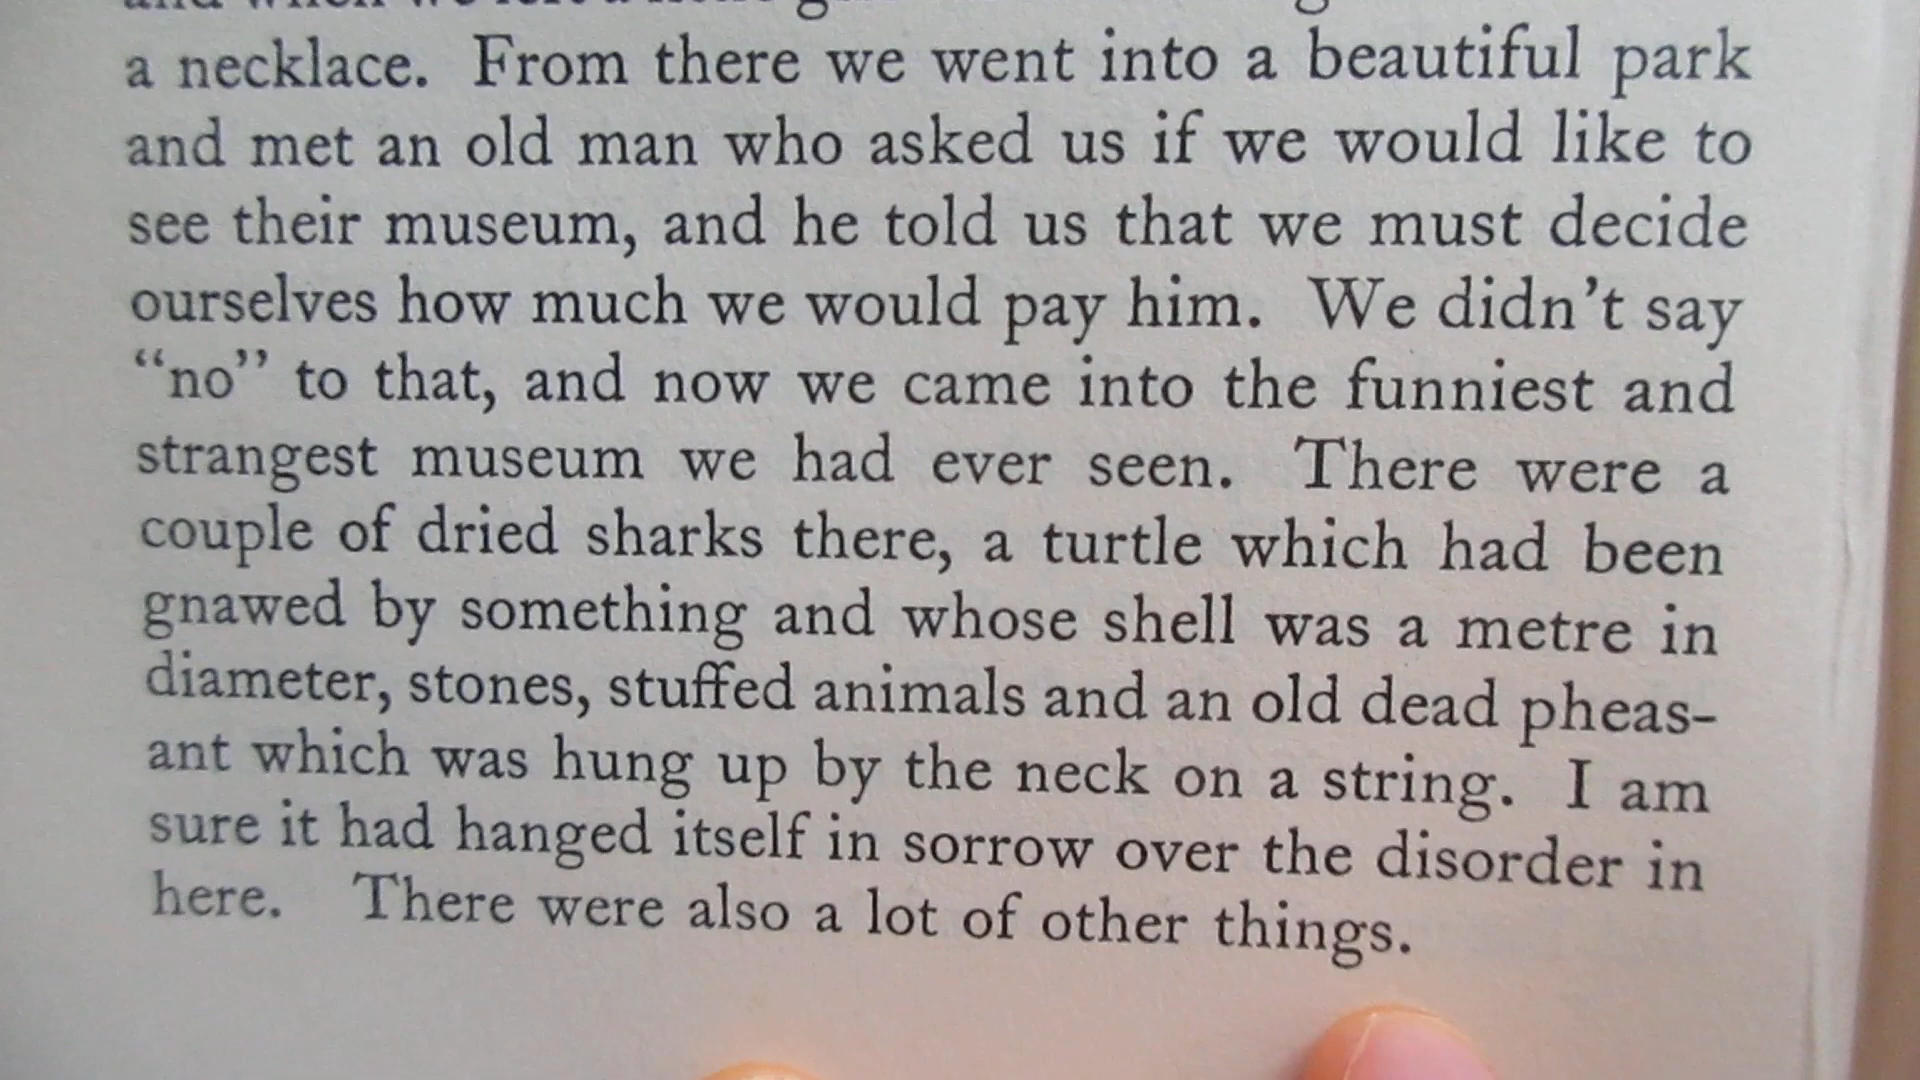 a necklace. From there we went into a beautiful park
and met an old man who asked us if we would like to
see their museum, and he told us that we must decide
ourselves how much we would pay him. We didn’t say
“no” to that, and now we came into the funniest and
strangest museum we had ever seen. There were a
couple of dried sharks there, a turtle which had been
gnawed by something and whose shell was a metre in
diameter, stones, stuffed animals and an old dead pheas-
ant which was hung up by the neck on a string. I am
sure it had hanged itself in sorrow over the disorder in
here. There were also a lot of other things.